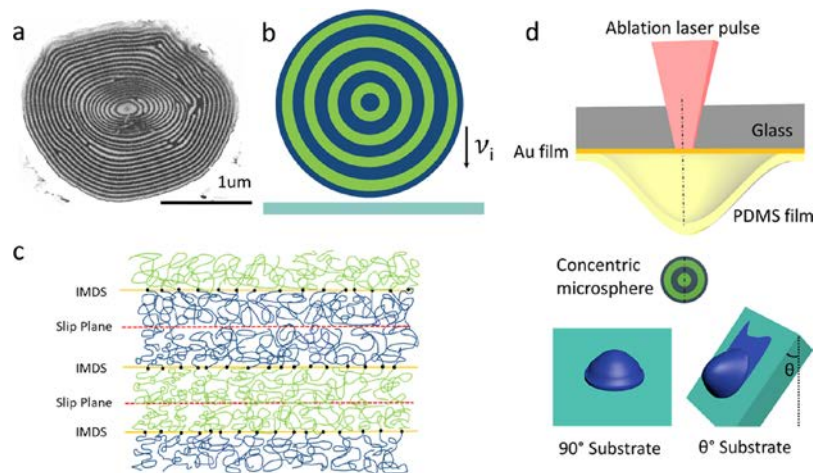 a
1um
b
νi
c
IMDS
Slip Plane
IMDS
Slip Plane
IMDS
d
Ablation laser pulse
Glass
Au film
PDMS film
Concentric
microsphere
θ
90° Substrate
θ° Substrate